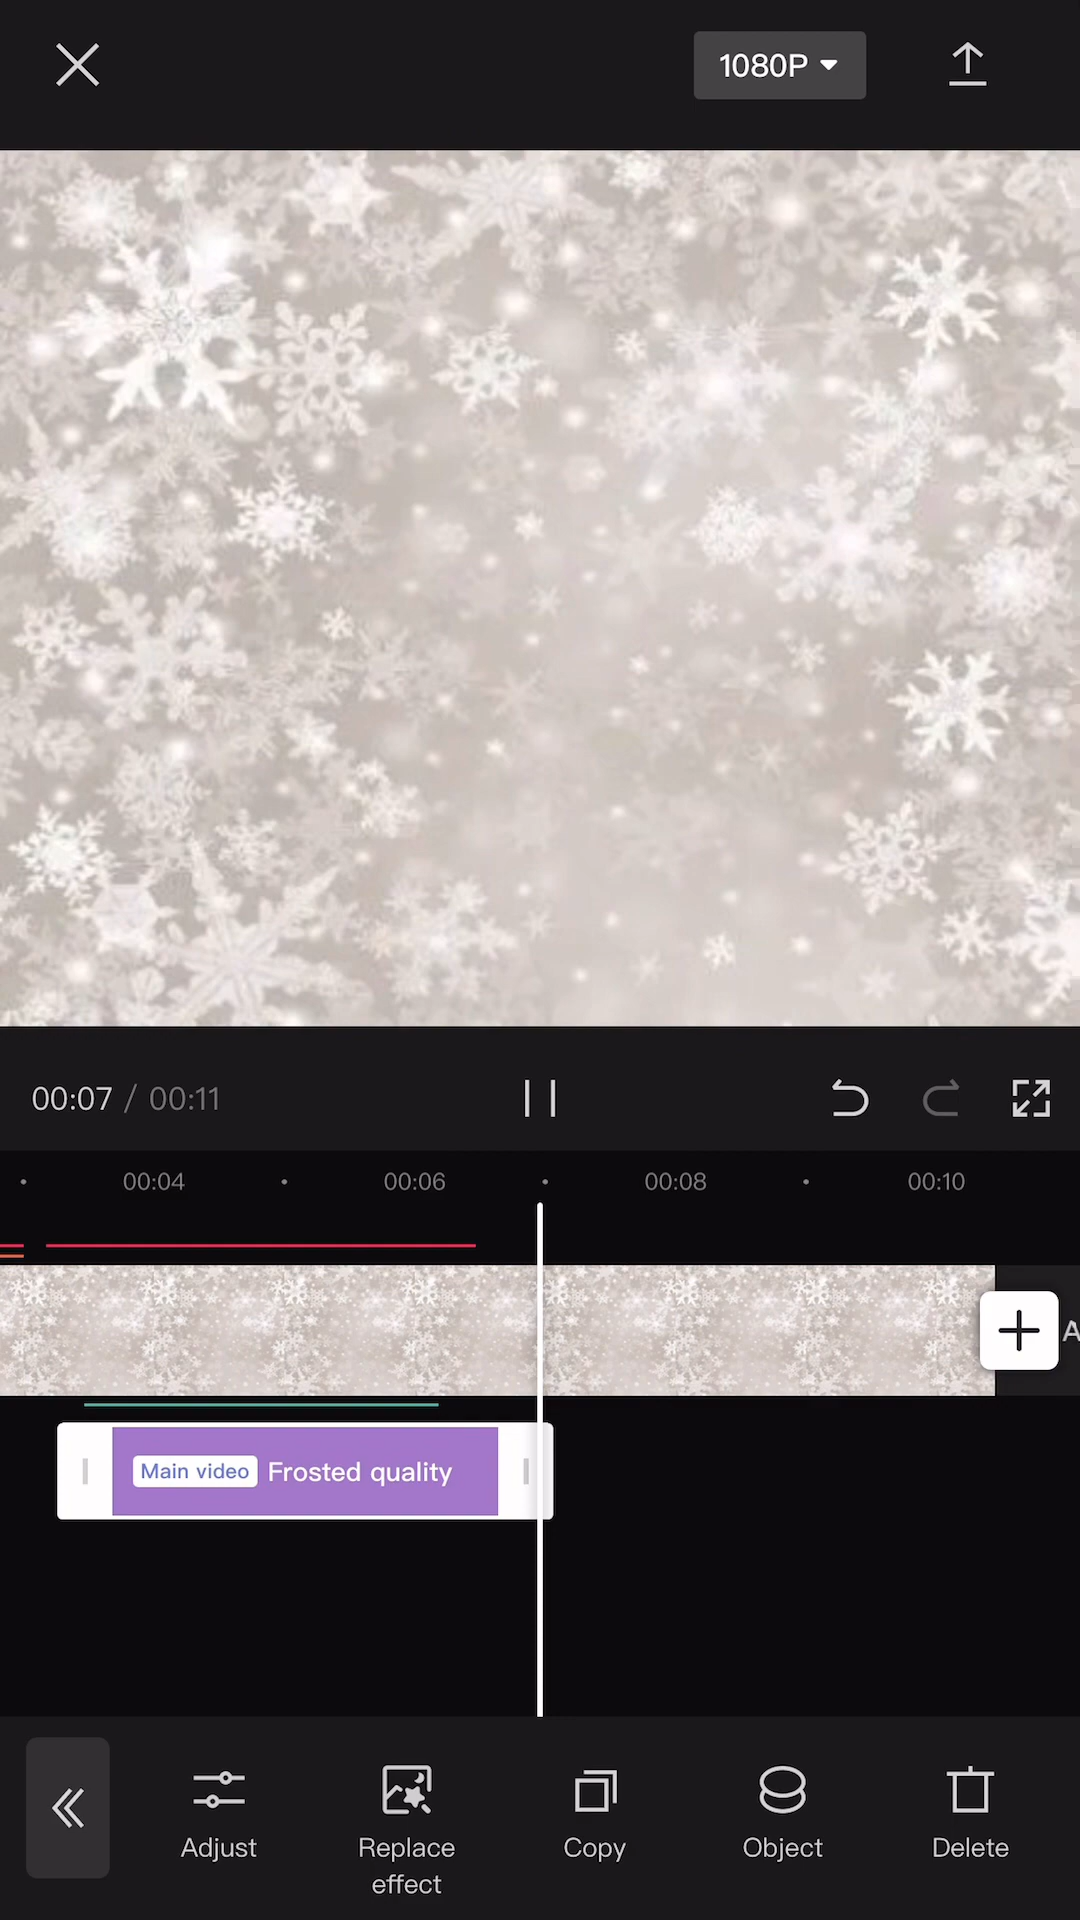 1080P
00:07 / 00:11
00:04 00:06 00:08 00:10
A
Main video Frosted quality
Adjust
Replace
effect
Copy
Object
Delete